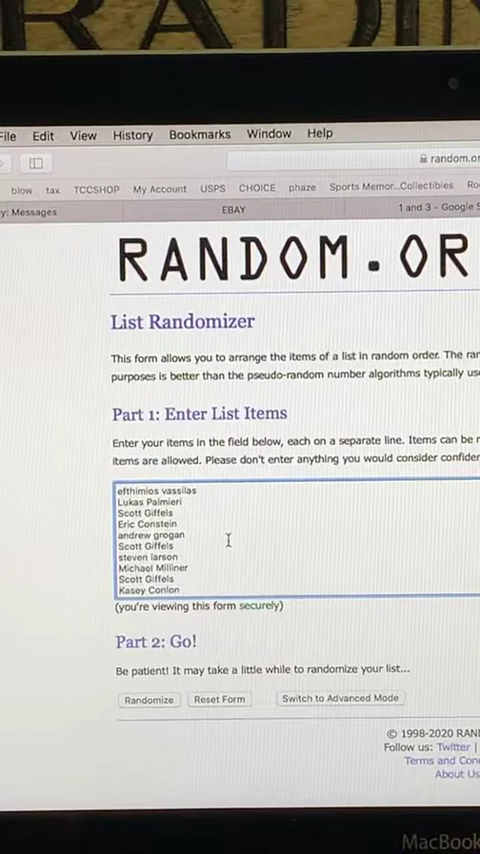 RADIN
File Edit View History Bookmarks Window Help
random.or
blow tax TCCSHOP My Account USPS CHOICE phaze Sports Memor...Collectibles Ro
y: Messages EBAY 1 and 3 - Google S
RANDOM.OR
List Randomizer
This form allows you to arrange the items of a list in random order. The ran
purposes is better than the pseudo-random number algorithms typically use
Part 1: Enter List Items
Enter your items in the field below, each on a separate line. Items can be n
items are allowed. Please don't enter anything you would consider confiden
efthimios vassilas
Lukas Palmieri
Scott Giffels
Eric Constein
andrew grogan
Scott Giffels
steven larson
Michael Milliner
Scott Giffels
Kasey Conlon
(you're viewing this form securely)
Part 2: Go!
Be patient! It may take a little while to randomize your list...
Randomize Reset Form Switch to Advanced Mode
© 1998-2020 RAN
Follow us: Twitter |
Terms and Con
About Us
MacBook